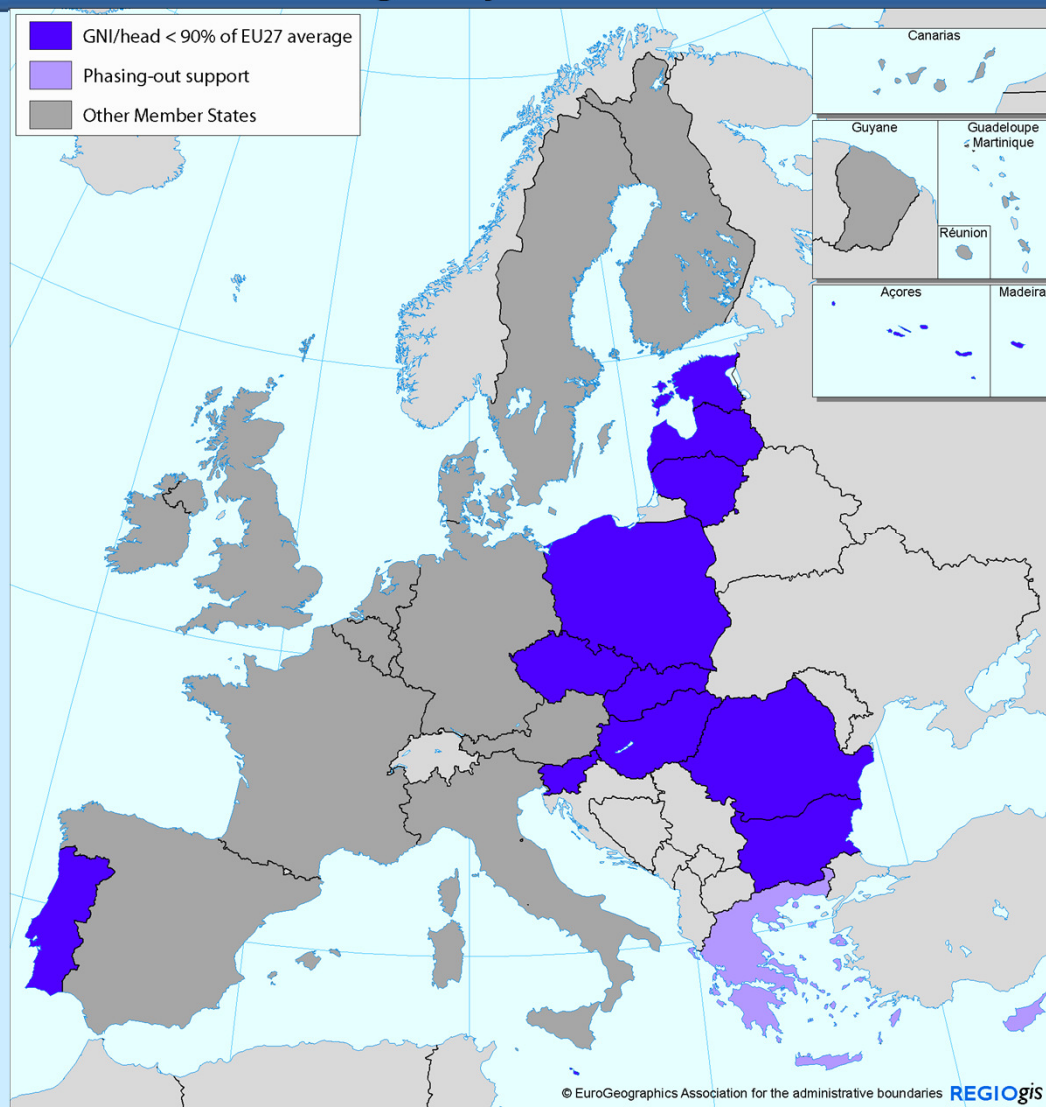 GNI/head < 90% of EU27 average
Phasing-out support
Other Member States
Canarias
Guyane
Guadeloupe
Martinique
Réunion
Açores
Madeira
© EuroGeographics Association for the administrative boundaries REGIOgis